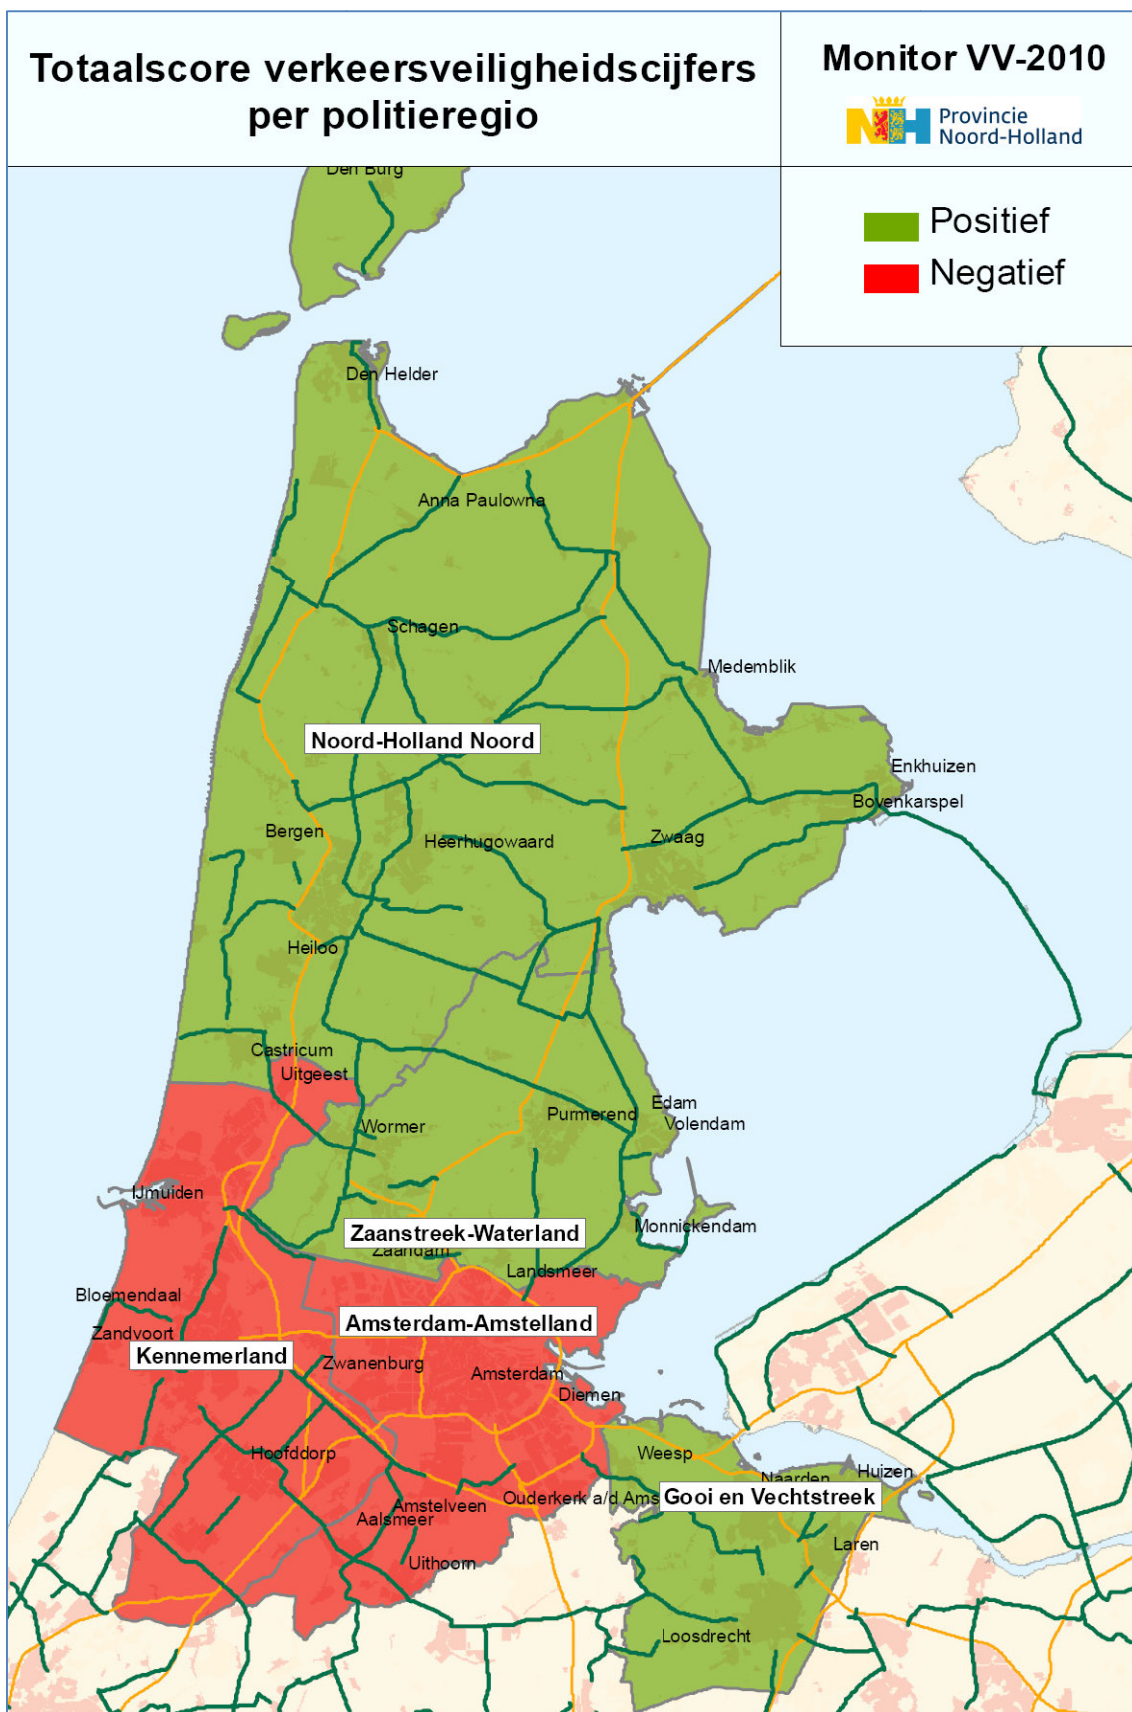 Totaalscore verkeersveiligheidscijfers
per politieregio
Monitor VV-2010
NH
Provincie
Noord-Holland
Positief
Negatief
Den Burg
Den Helder
Anna Paulowna
Schagen
Medemblik
Noord-Holland Noord
Enkhuizen
Bovenkarspel
Bergen
Heerhugowaard
Zwaag
Heiloo
Castricum
Uitgeest
Edam
Purmerend
Volendam
Wormer
IJmuiden
Monnickendam
Zaanstreek-Waterland
Zaandam
Landsmeer
Bloemendaal
Amsterdam-Amstelland
Zandvoort
Kennemerland
Zwanenburg
Amsterdam
Diemen
Hoofddorp
Weesp
Naarden
Huizen
Ouderkerk a/d Ams
Gooi en Vechtstreek
Amstelveen
Aalsmeer
Laren
Uithoorn
Loosdrecht